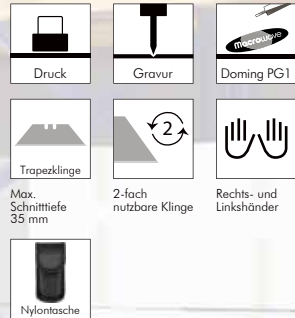 Druck
Gravur
Macrowave
Doming PG1
Trapezklinge
2
Max.
Schnitttiefe
35 mm
2-fach
nutzbare Klinge
Rechts- und
Linkshänder
Nylontasche